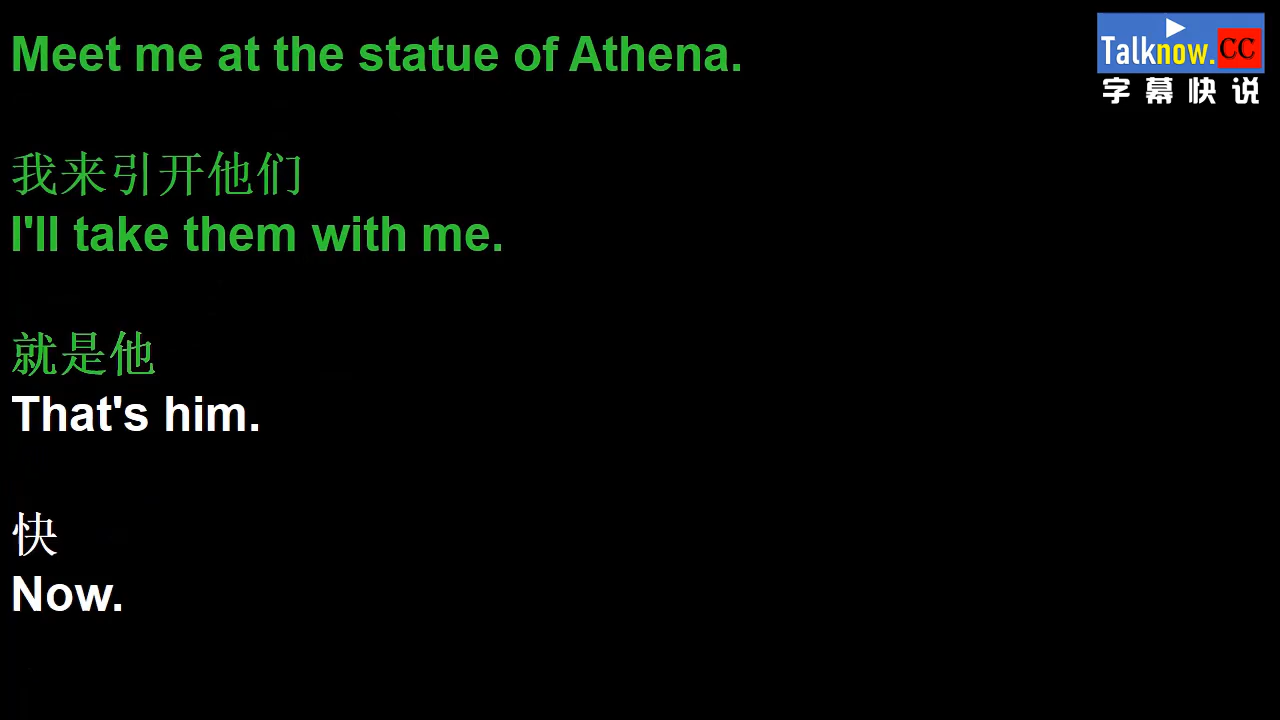 Meet me at the statue of Athena.
Talknow.CC
字幕快说
我来引开他们
I'll take them with me.
就是他
That's him.
快
Now.